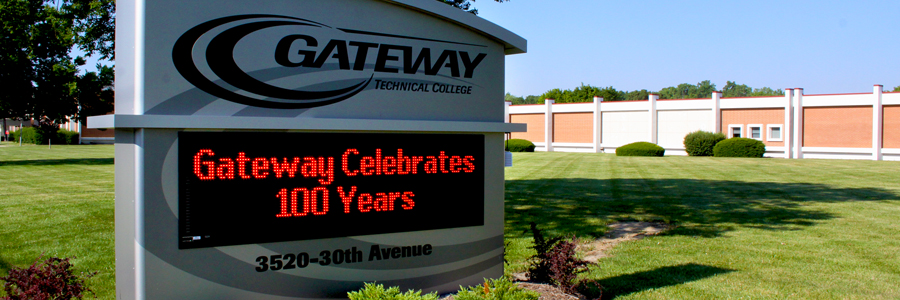 GATEWAY
TECHNICAL COLLEGE
Gateway Celebrates
100 Years
3520-30th Avenue